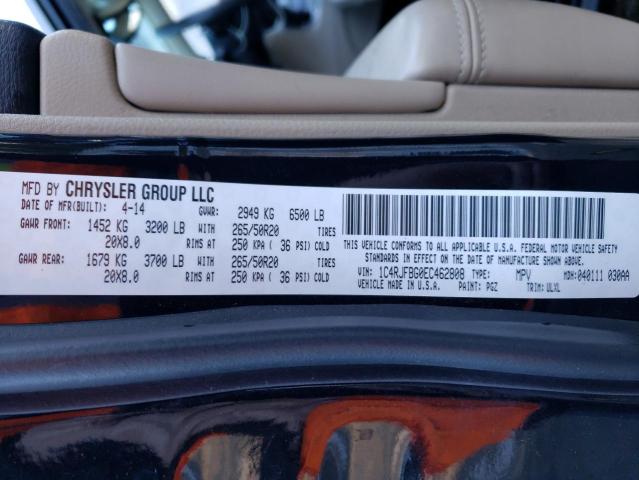 MFD BY CHRYSLER GROUP LLC
DATE OF MFR(BUILT): 4-14 GVWR: 2949 KG 6500 LB
GAWR FRONT: 1452 KG 3200 LB WITH 265/50R20 TIRES
20X8.0 RIMS AT 250 KPA ( 36 PSI) COLD
GAWR REAR: 1679 KG 3700 LB WITH 265/50R20 TIRES
20X8.0 RIMS AT 250 KPA ( 36 PSI) COLD
THIS VEHICLE CONFORMS TO ALL APPLICABLE U.S.A. FEDERAL MOTOR VEHICLE
SAFETY STANDARDS IN EFFECT ON THE DATE OF MANUFACTURE SHOWN ABOVE.
VIN: 1C4RJFBG0EC462808 TYPE: MPV MDH: 040111 030AA
VEHICLE MADE IN U.S.A. PAINT: PGZ TRIM: ULXL